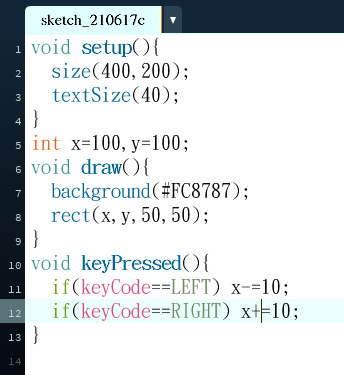 sketch_210617c ▼
1 void setup(){
2   size(400,200);
3   textSize(40);
4 }
5 int x=100,y=100;
6 void draw(){
7   background(#FC8787);
8   rect(x,y,50,50);
9 }
10 void keyPressed(){
11   if(keyCode==LEFT) x-=10;
12   if(keyCode==RIGHT) x+=10;
13 }
14